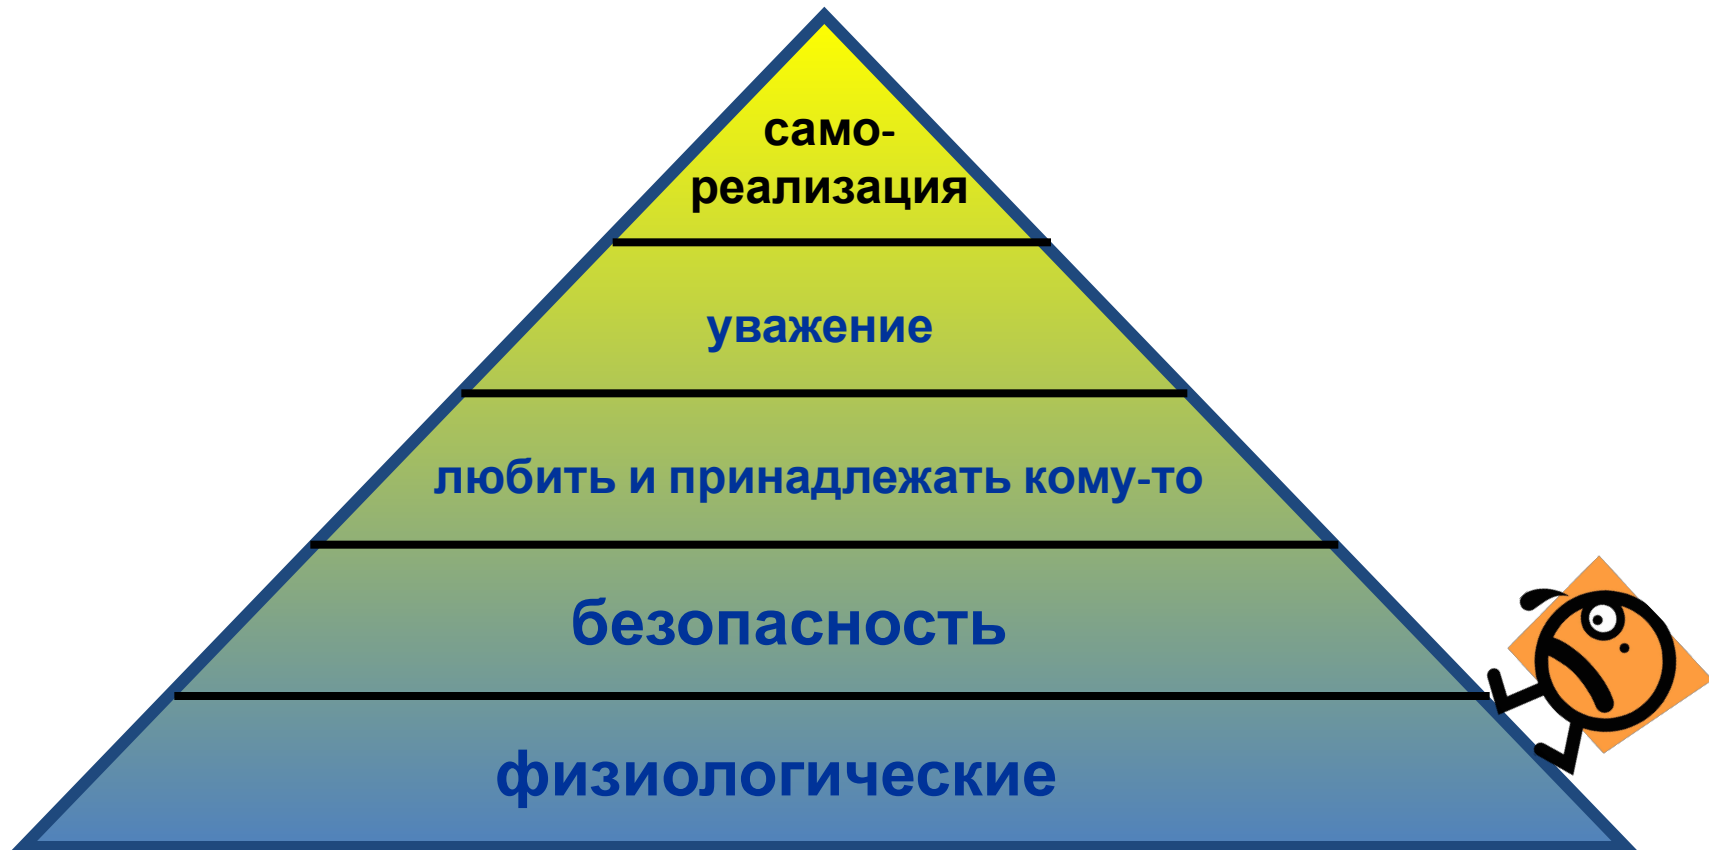 само-
реализация
уважение
любить и принадлежать кому-то
безопасность
физиологические